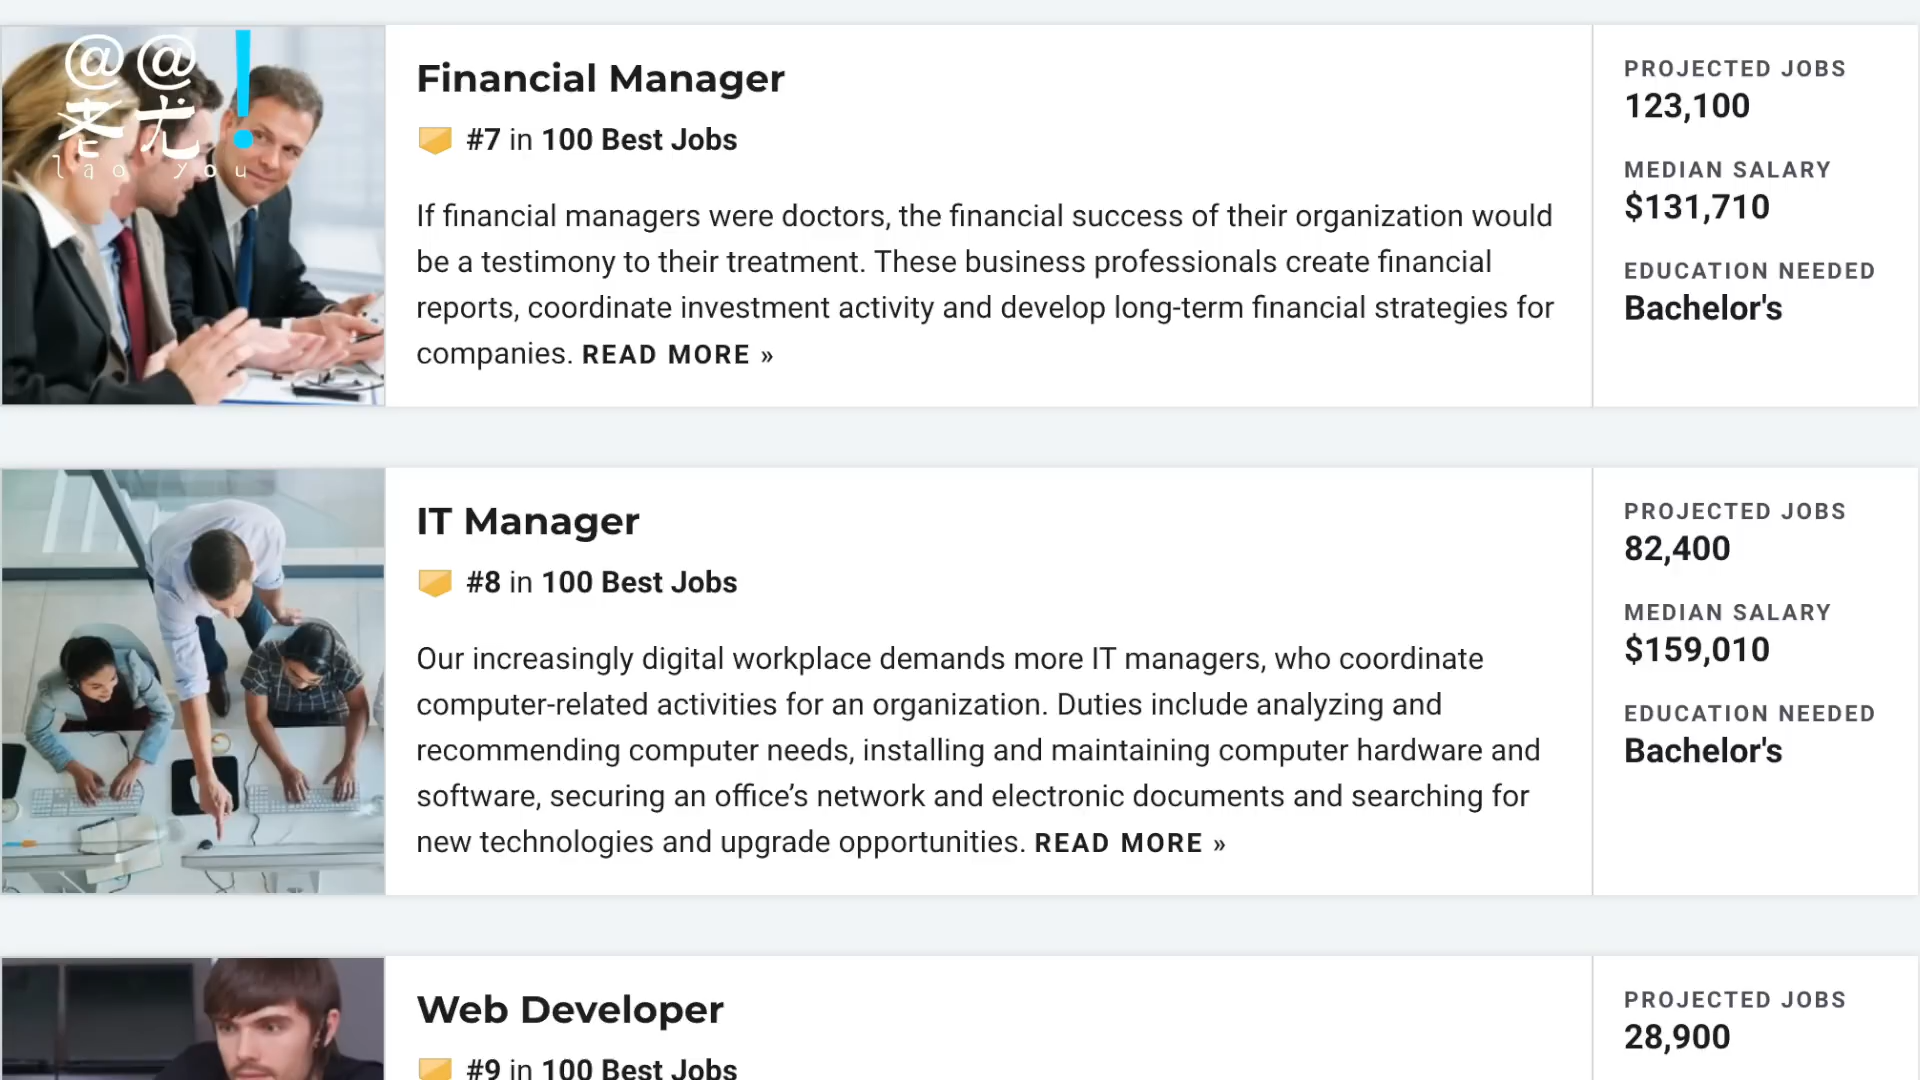 @@!
老尤
lao you
Financial Manager
#7 in 100 Best Jobs
If financial managers were doctors, the financial success of their organization would
be a testimony to their treatment. These business professionals create financial
reports, coordinate investment activity and develop long-term financial strategies for
companies. READ MORE »
PROJECTED JOBS
123,100
MEDIAN SALARY
$131,710
EDUCATION NEEDED
Bachelor's
IT Manager
#8 in 100 Best Jobs
Our increasingly digital workplace demands more IT managers, who coordinate
computer-related activities for an organization. Duties include analyzing and
recommending computer needs, installing and maintaining computer hardware and
software, securing an office’s network and electronic documents and searching for
new technologies and upgrade opportunities. READ MORE »
PROJECTED JOBS
82,400
MEDIAN SALARY
$159,010
EDUCATION NEEDED
Bachelor's
Web Developer
#9 in 100 Best Jobs
PROJECTED JOBS
28,900